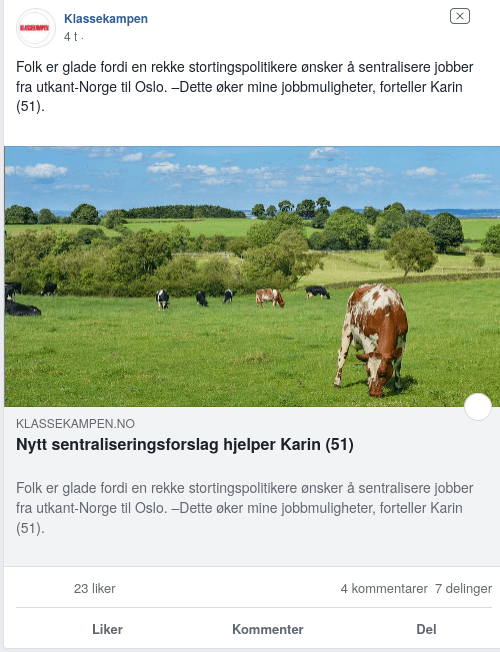 KLASSEKAMPEN
Klassekampen
4 t ·
Folk er glade fordi en rekke stortingspolitikere ønsker å sentralisere jobber
fra utkant-Norge til Oslo. –Dette øker mine jobbmuligheter, forteller Karin
(51).
KLASSEKAMPEN.NO
Nytt sentraliseringsforslag hjelper Karin (51)
Folk er glade fordi en rekke stortingspolitikere ønsker å sentralisere jobber
fra utkant-Norge til Oslo. –Dette øker mine jobbmuligheter, forteller Karin
(51).
23 liker 4 kommentarer 7 delinger
Liker Kommenter Del